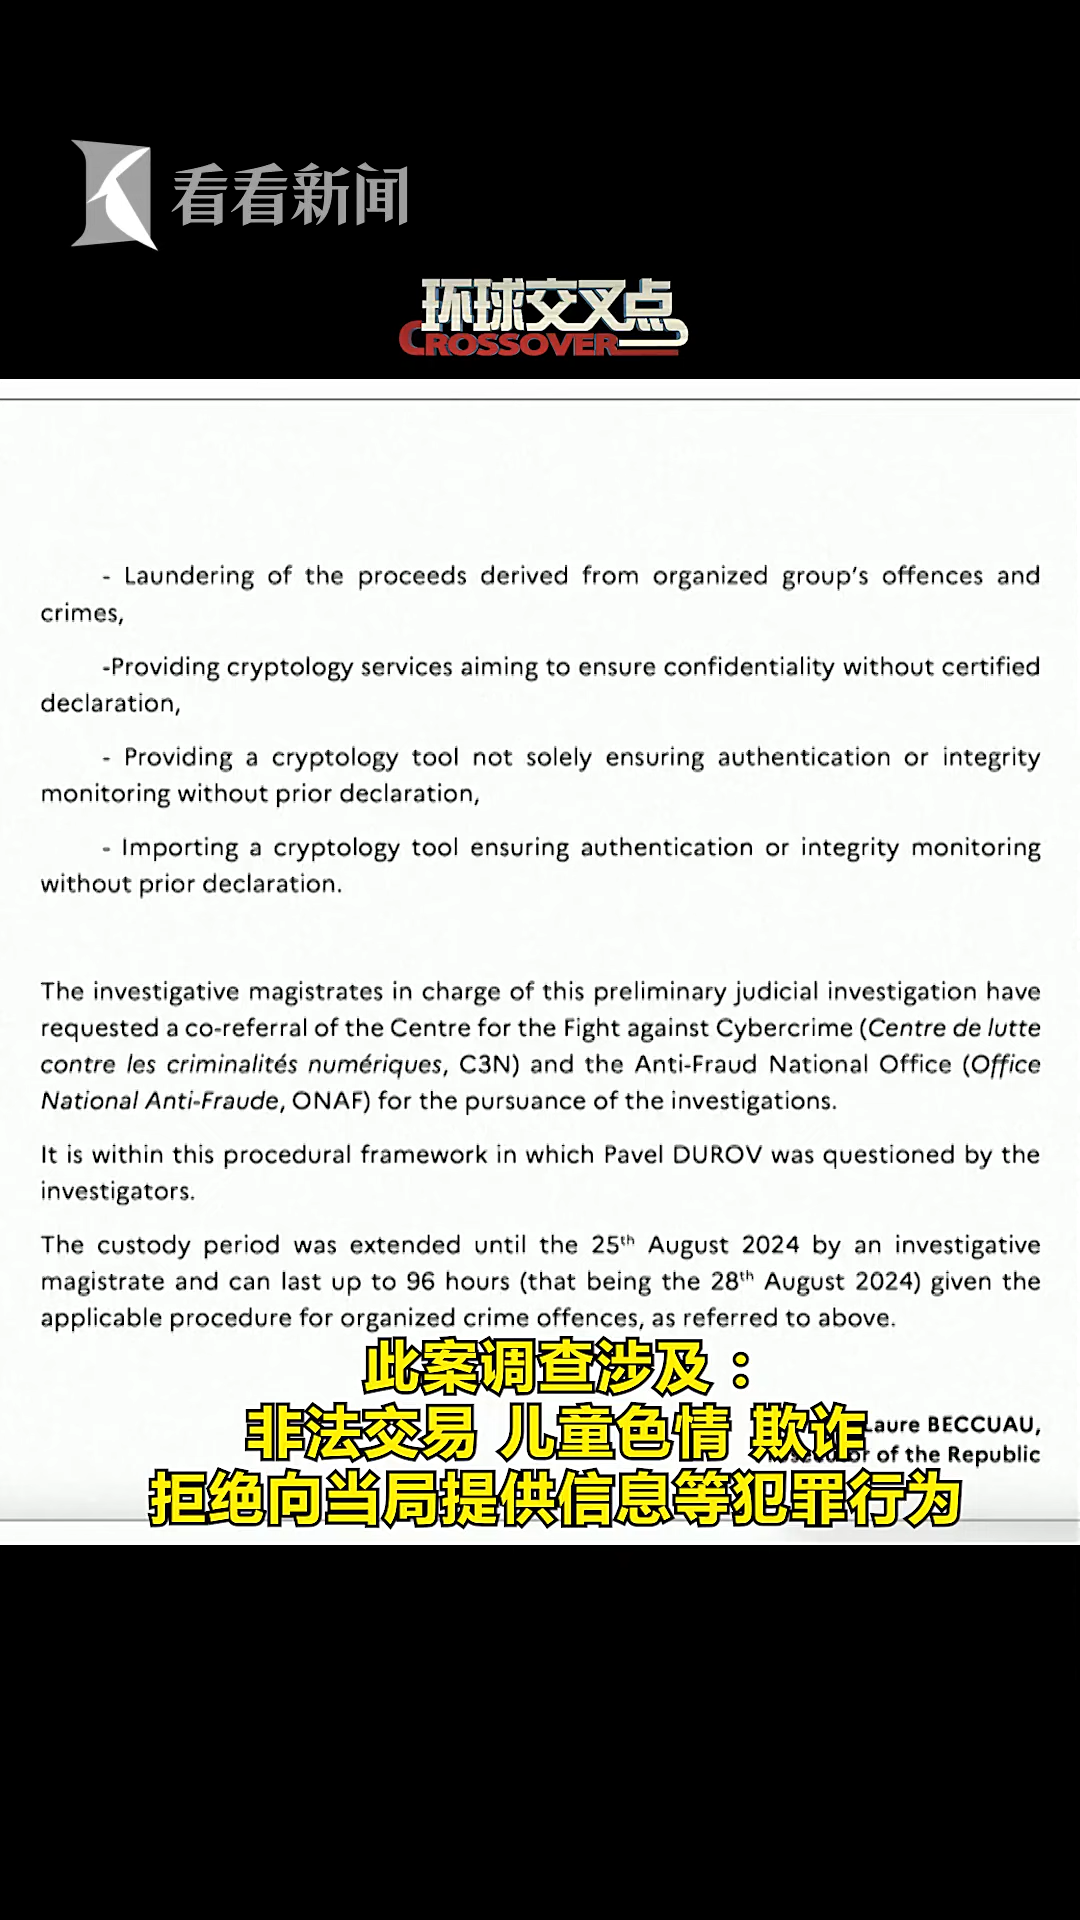 看看新闻
环球交叉点
CROSSOVER
- Laundering of the proceeds derived from organized group's offences and
crimes,
-Providing cryptology services aiming to ensure confidentiality without certified
declaration,
- Providing a cryptology tool not solely ensuring authentication or integrity
monitoring without prior declaration,
- Importing a cryptology tool ensuring authentication or integrity monitoring
without prior declaration.
The investigative magistrates in charge of this preliminary judicial investigation have
requested a co-referral of the Centre for the Fight against Cybercrime (Centre de lutte
contre les criminalités numériques, C3N) and the Anti-Fraud National Office (Office
National Anti-Fraude, ONAF) for the pursuance of the investigations.
It is within this procedural framework in which Pavel DUROV was questioned by the
investigators.
The custody period was extended until the 25th August 2024 by an investigative
magistrate and can last up to 96 hours (that being the 28th August 2024) given the
applicable procedure for organized crime offences, as referred to above.
Laure BECCUAU,
of the Republic
此案调查涉及：
非法交易 儿童色情 欺诈
拒绝向当局提供信息等犯罪行为